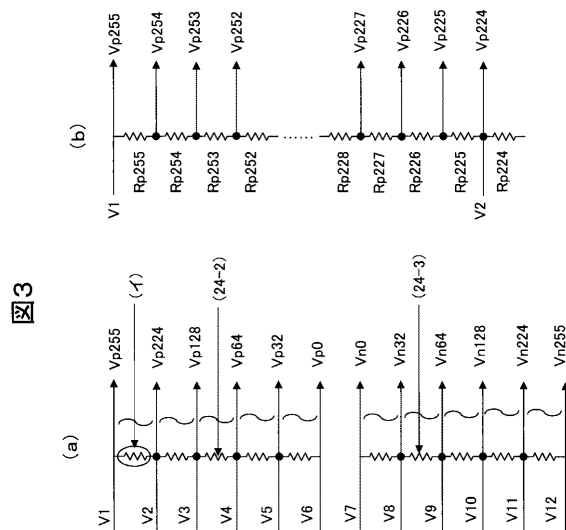 図3
(a)
V1
V2
V3
V4
V5
V6
V7
V8
V9
V10
V11
V12
Vp255
Vp224
Vp128
Vp64
Vp32
Vp0
Vn0
Vn32
Vn64
Vn128
Vn224
Vn255
(イ)
(24-2)
(24-3)
(b)
V1
Rp255
Rp254
Rp253
Rp252
Rp228
Rp227
Rp226
Rp225
V2
Rp224
Vp255
Vp254
Vp253
Vp252
Vp227
Vp226
Vp225
Vp224